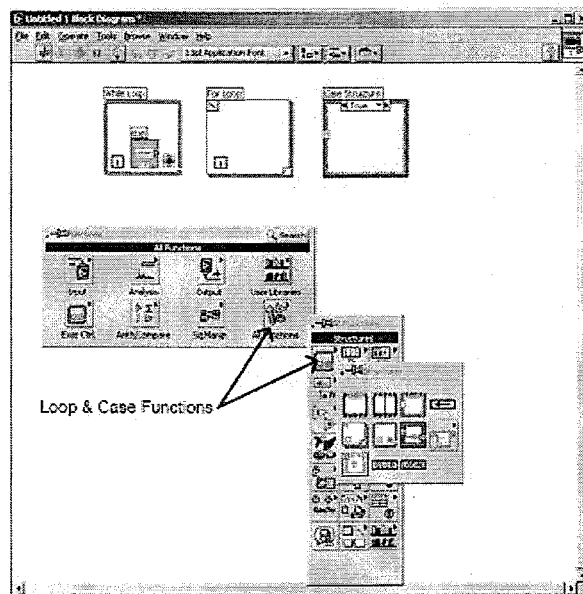 Untitled 1 Block Diagram *
File Edit Operate Tools Browse Window Help
13pt Application Font
While Loop
For Loop
Case Structure
True
stop
i
i
Functions
Search
All Functions
Input
Analysis
Output
User Libraries
Exec Ctrl
Arith/Compare
Sig Manip
All Functions
Structures
Loop & Case Functions